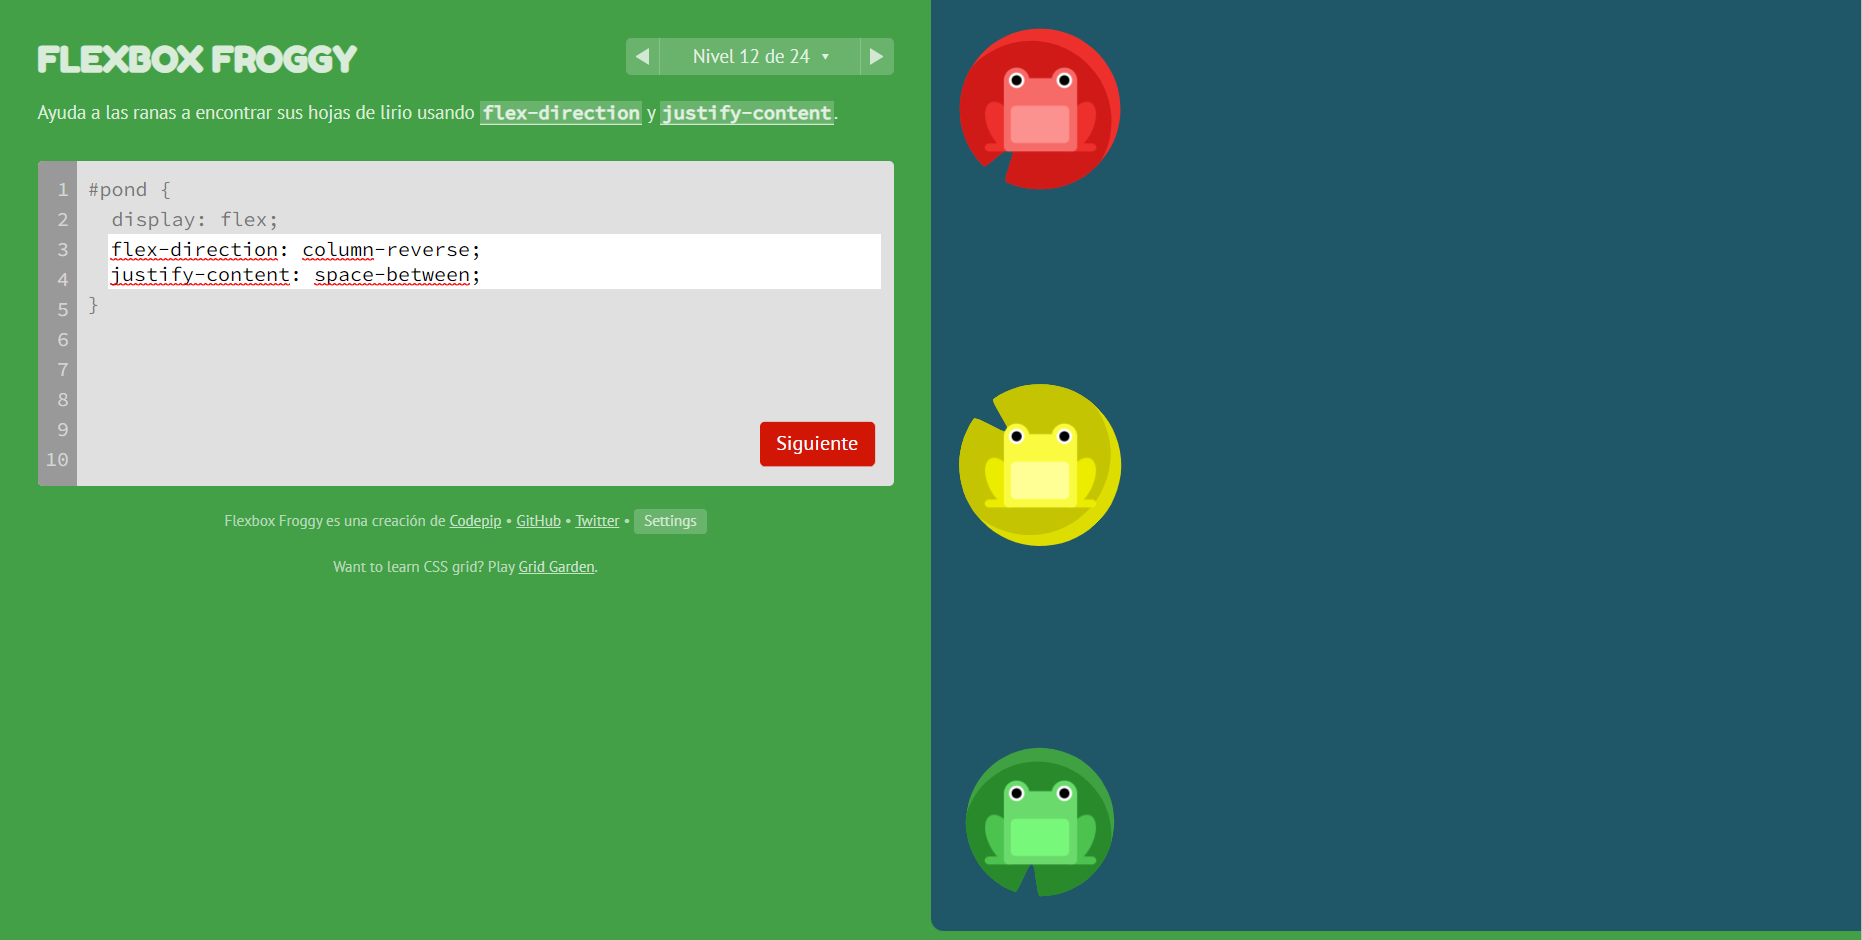 FLEXBOX FROGGY
◀ Nivel 12 de 24 ▼ ▶
Ayuda a las ranas a encontrar sus hojas de lirio usando flex-direction y justify-content.
1 #pond {
2 display: flex;
3 flex-direction: column-reverse;
4 justify-content: space-between;
5 }
6
7
8
9
10
Siguiente
Flexbox Froggy es una creación de Codepip • GitHub • Twitter • Settings
Want to learn CSS grid? Play Grid Garden.